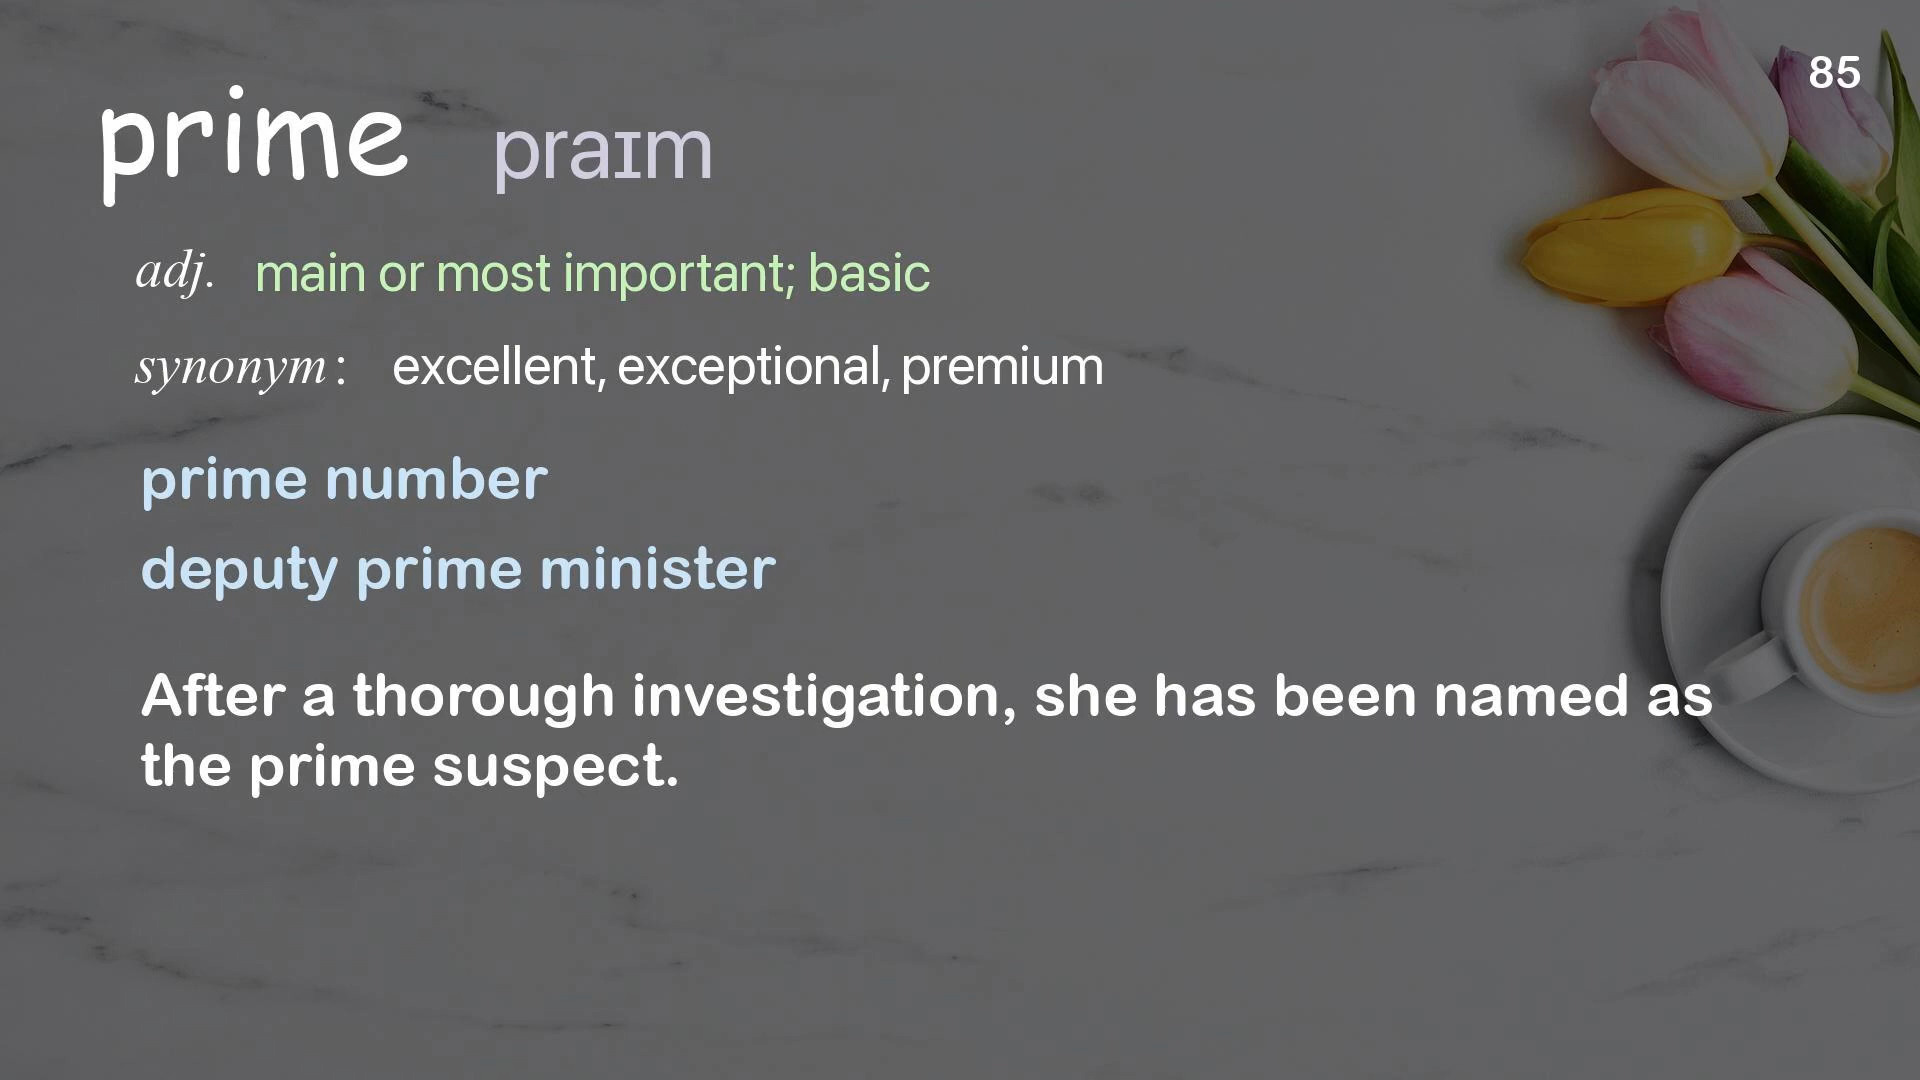 85
prime praɪm
adj. main or most important; basic
synonym: excellent, exceptional, premium
prime number
deputy prime minister
After a thorough investigation, she has been named as
the prime suspect.